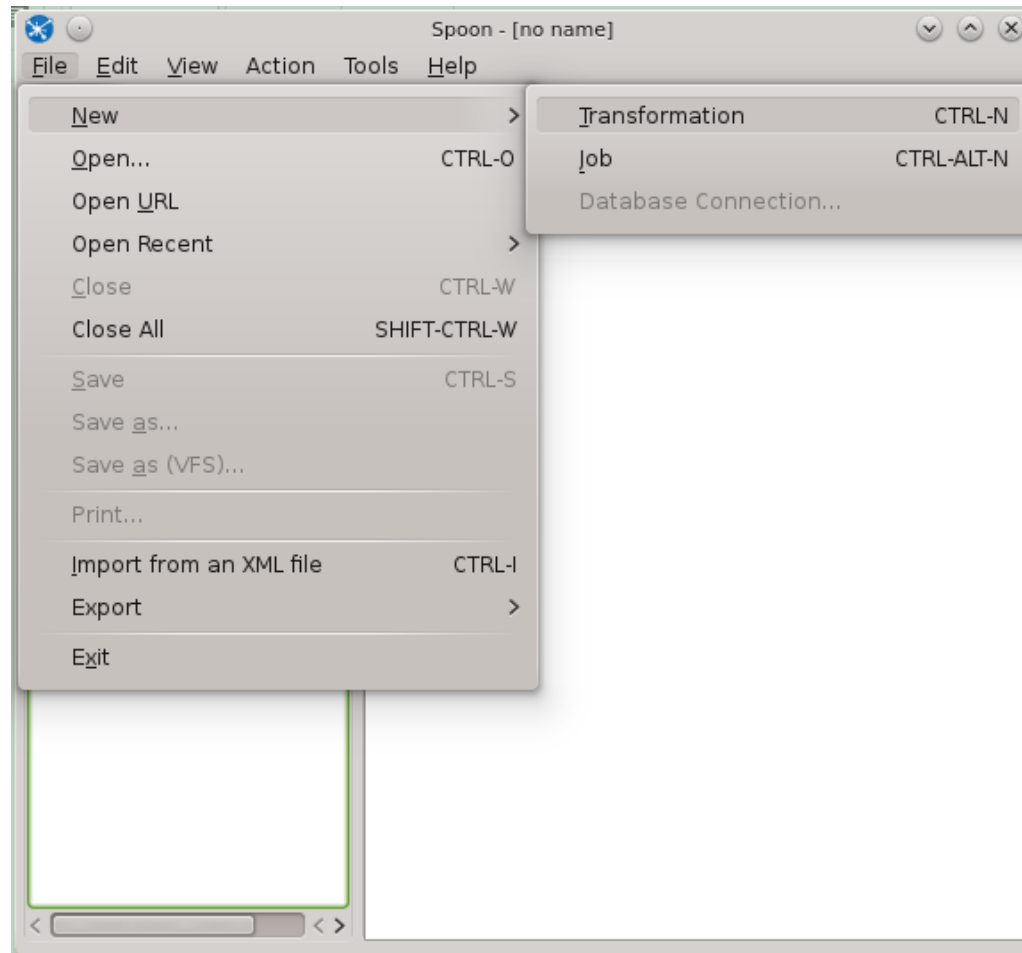 Spoon - [no name]
File Edit View Action Tools Help
New
Transformation CTRL-N
Open... CTRL-O
Job CTRL-ALT-N
Open URL
Database Connection...
Open Recent
Close CTRL-W
Close All SHIFT-CTRL-W
Save CTRL-S
Save as...
Save as (VFS)...
Print...
Import from an XML file CTRL-I
Export
Exit